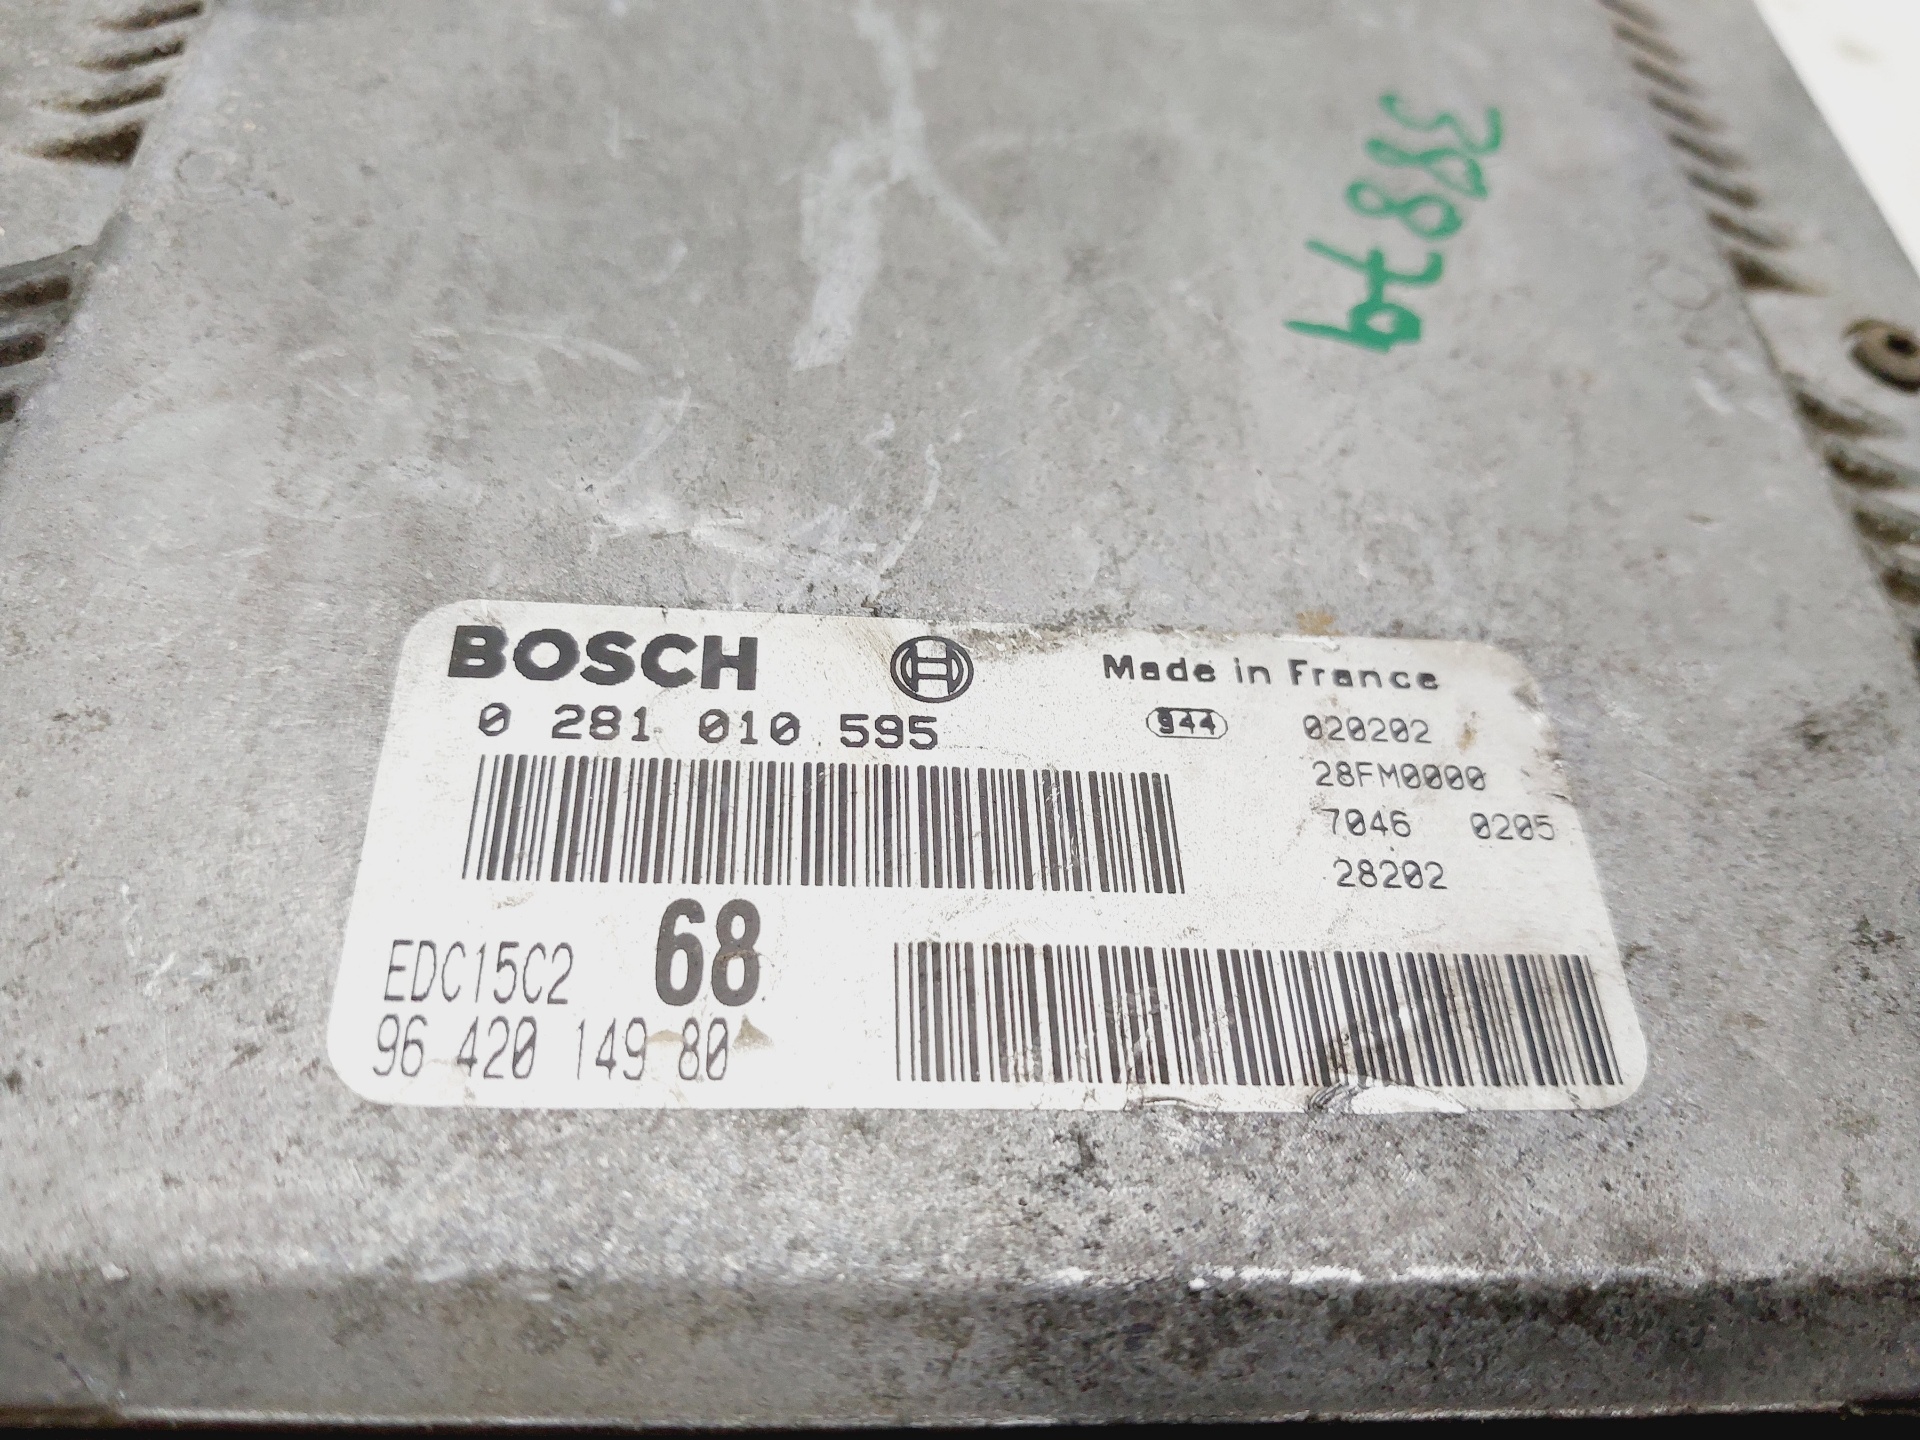 38879
BOSCH Made in France
0 281 010 595 944 020202
28FM0000
7046 0205
28202
EDC15C2 68
96 420 149 80